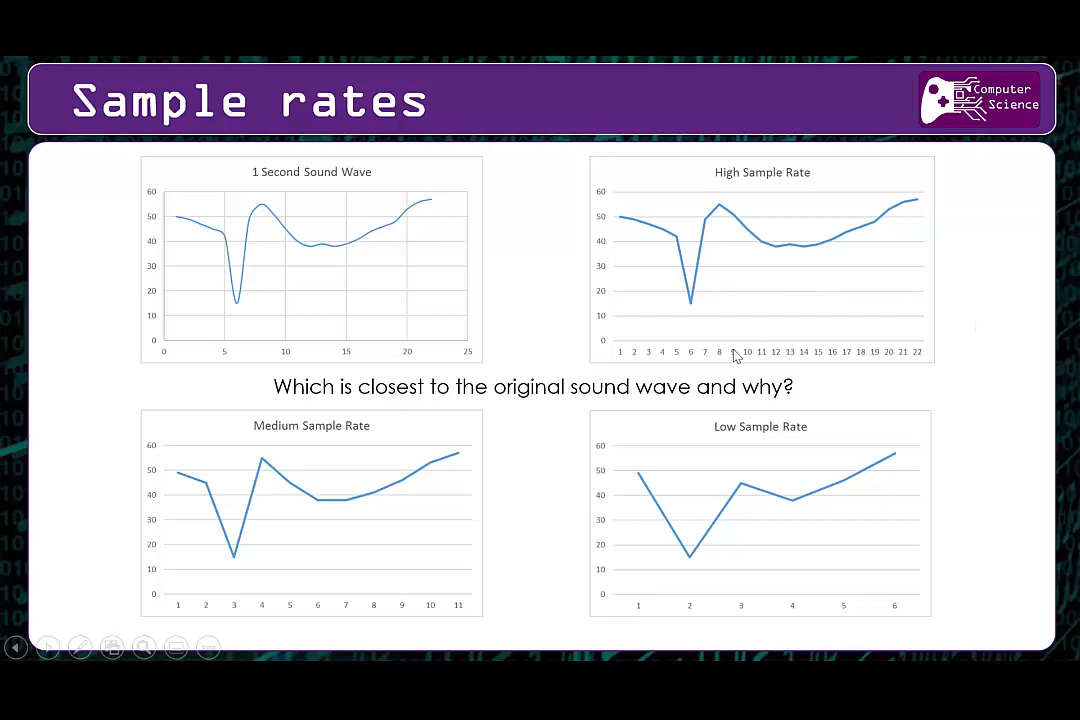 Sample rates
Computer
Science
1 Second Sound Wave
60
50
40
30
20
10
0
0 5 10 15 20 25
High Sample Rate
60
50
40
30
20
10
0
1 2 3 4 5 6 7 8 9 10 11 12 13 14 15 16 17 18 19 20 21 22
Which is closest to the original sound wave and why?
Medium Sample Rate
60
50
40
30
20
10
0
1 2 3 4 5 6 7 8 9 10 11
Low Sample Rate
60
50
40
30
20
10
0
1 2 3 4 5 6